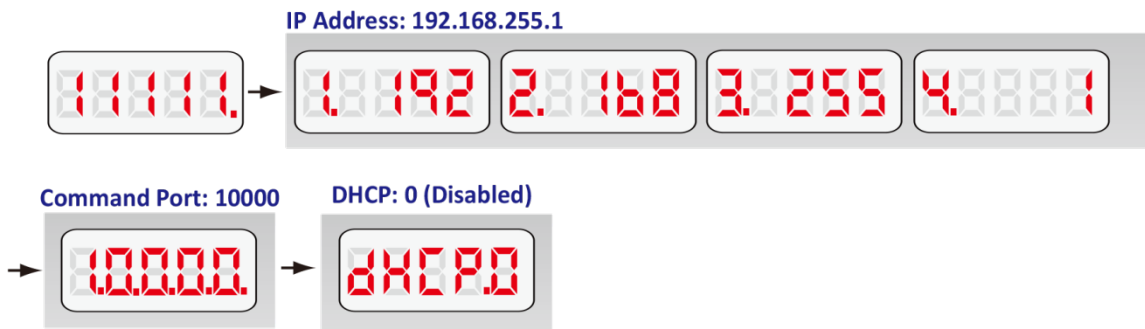 IP Address: 192.168.255.1
11111. 1. 192 2. 168 3. 255 4. 1
Command Port: 10000 DHCP: 0 (Disabled)
1.0.0.0.0. dHCP.0